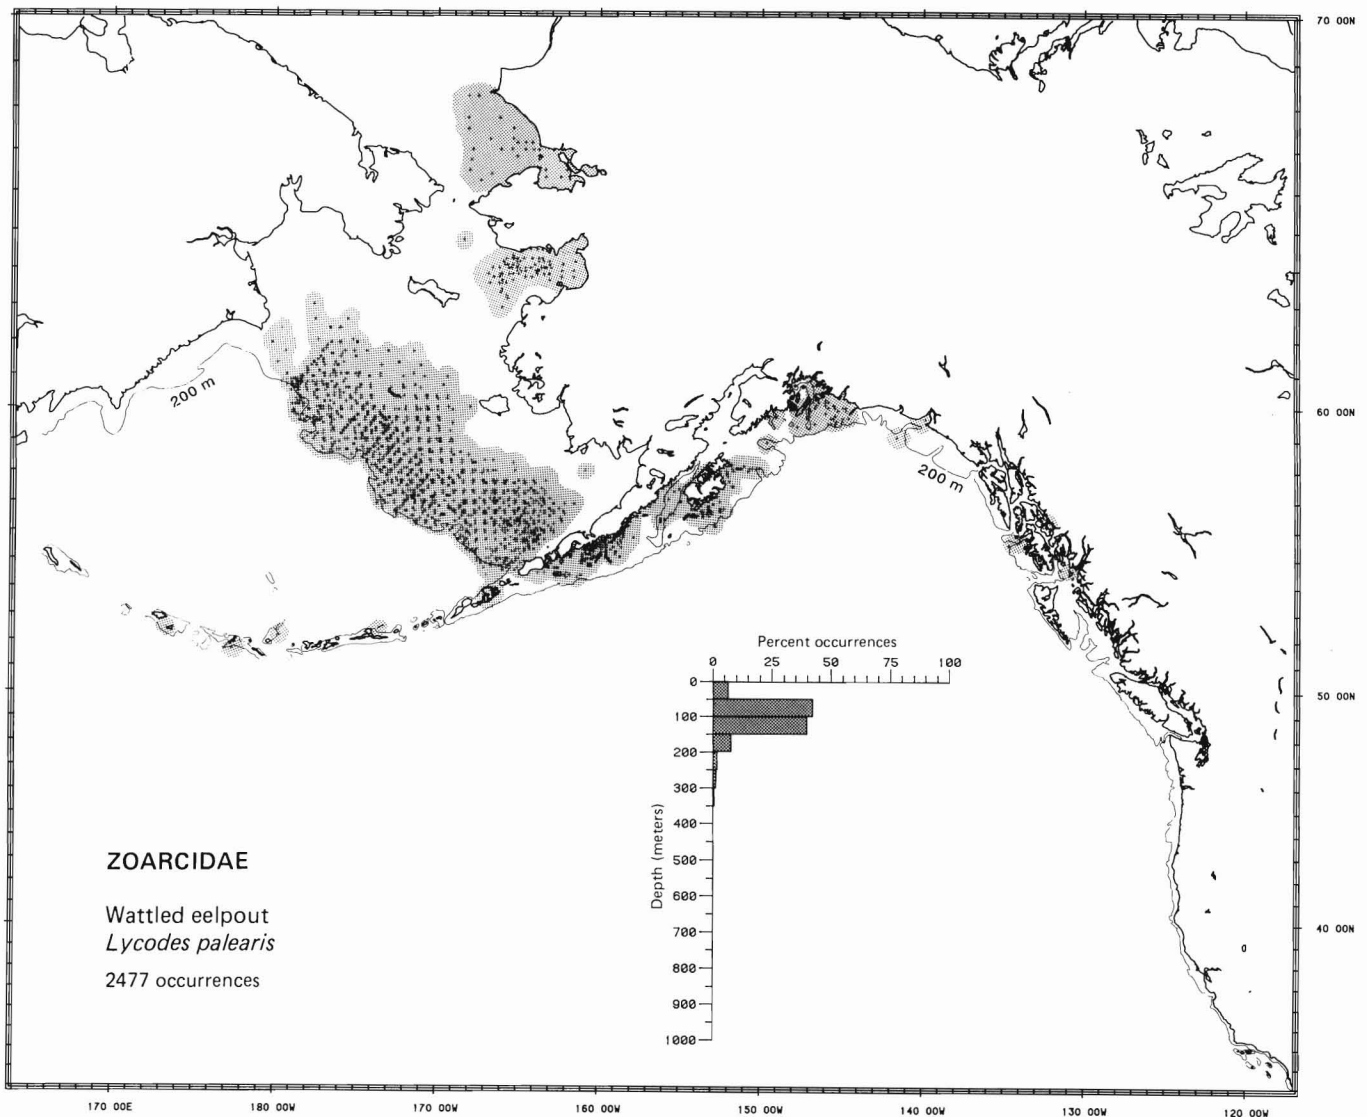 70 00N
200 m
60 00N
200 m
Percent occurrences
0 25 50 75 100
50 00N
0
100
200
300
400
500
600
700
800
900
1000
Depth (meters)
ZOARCIDAE
Wattled eelpout
Lycodes palearis
2477 occurrences
40 00N
170 00E 180 00W 170 00W 160 00W 150 00W 140 00W 130 00W 120 00W